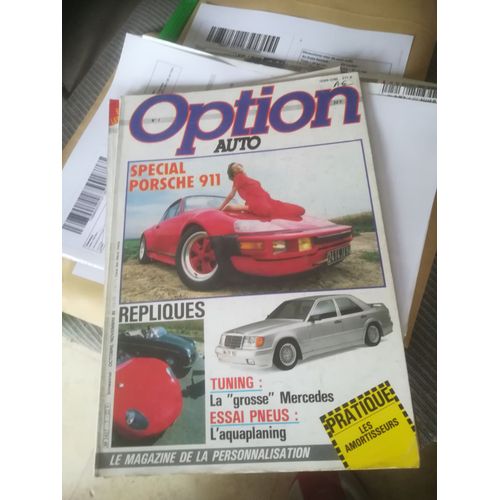 Option
AUTO
SPECIAL
PORSCHE 911
REPLIQUES
TUNING :
La "grosse" Mercedes
ESSAI PNEUS :
L'aquaplaning
PRATIQUE
LES
AMORTISSEURS
LE MAGAZINE DE LA PERSONNALISATION